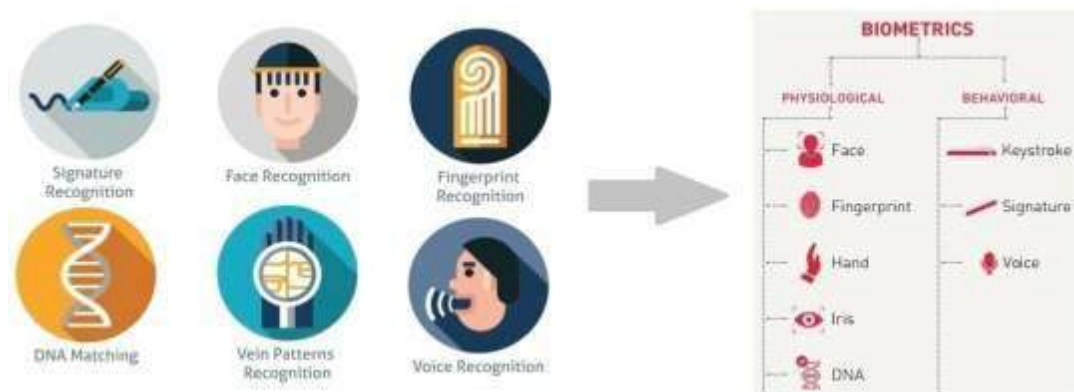 Signature
Recognition
Face Recognition
Fingerprint
Recognition
DNA Matching
Vein Patterns
Recognition
Voice Recognition
BIOMETRICS
PHYSIOLOGICAL
BEHAVIORAL
Face
Keystroke
Fingerprint
Signature
Hand
Voice
Iris
DNA